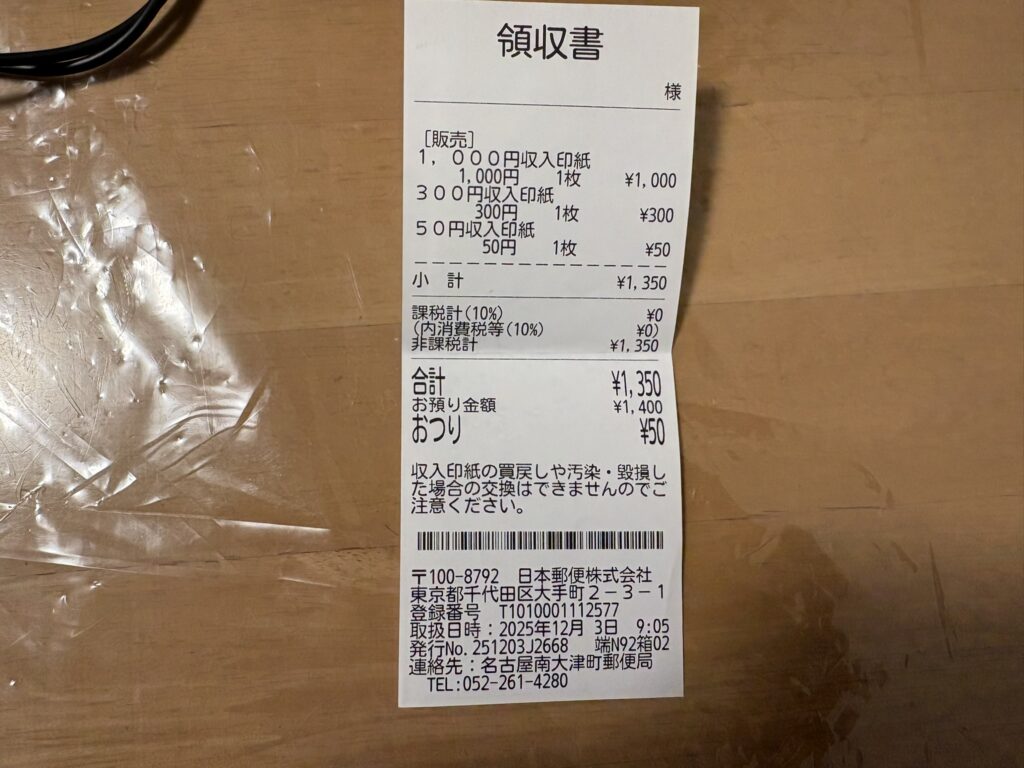 領収書
様
［販売］
１，０００円収入印紙
1,000円 1枚 ¥1,000
３００円収入印紙
300円 1枚 ¥300
５０円収入印紙
50円 1枚 ¥50
小 計 ¥1,350
課税計(10%) ¥0
(内消費税等(10%) ¥0)
非課税計 ¥1,350
合計 ¥1,350
お預り金額 ¥1,400
おつり ¥50
収入印紙の買戻しや汚染・毀損し
た場合の交換はできませんのでご
注意ください。
〒100-8792 日本郵便株式会社
東京都千代田区大手町２－３－１
登録番号 T1010001112577
取扱日時：2025年12月 3日 9:05
発行No.251203J2668 端N92箱02
連絡先：名古屋南大津町郵便局
TEL:052-261-4280